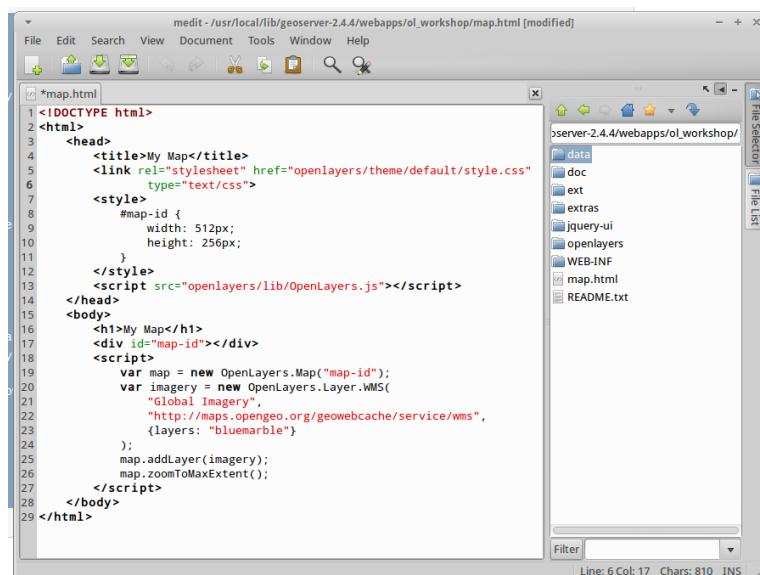 medit - /usr/local/lib/geoserver-2.4.4/webapps/ol_workshop/map.html [modified]
File Edit Search View Document Tools Window Help
*map.html
1 <!DOCTYPE html>
2 <html>
3     <head>
4         <title>My Map</title>
5         <link rel="stylesheet" href="openlayers/theme/default/style.css"
6                 type="text/css">
7         <style>
8             #map-id {
9                 width: 512px;
10                 height: 256px;
11             }
12         </style>
13         <script src="openlayers/lib/OpenLayers.js"></script>
14     </head>
15     <body>
16         <h1>My Map</h1>
17         <div id="map-id"></div>
18         <script>
19             var map = new OpenLayers.Map("map-id");
20             var imagery = new OpenLayers.Layer.WMS(
21                 "Global Imagery",
22                 "http://maps.opengeo.org/geowebcache/service/wms",
23                 {layers: "bluemarble"}
24             );
25             map.addLayer(imagery);
26             map.zoomToMaxExtent();
27         </script>
28     </body>
29 </html>
oserver-2.4.4/webapps/ol_workshop/
data
doc
ext
extras
jquery-ui
openlayers
WEB-INF
map.html
README.txt
Filter
File Selector
File List
Line: 6 Col: 17 Chars: 810 INS